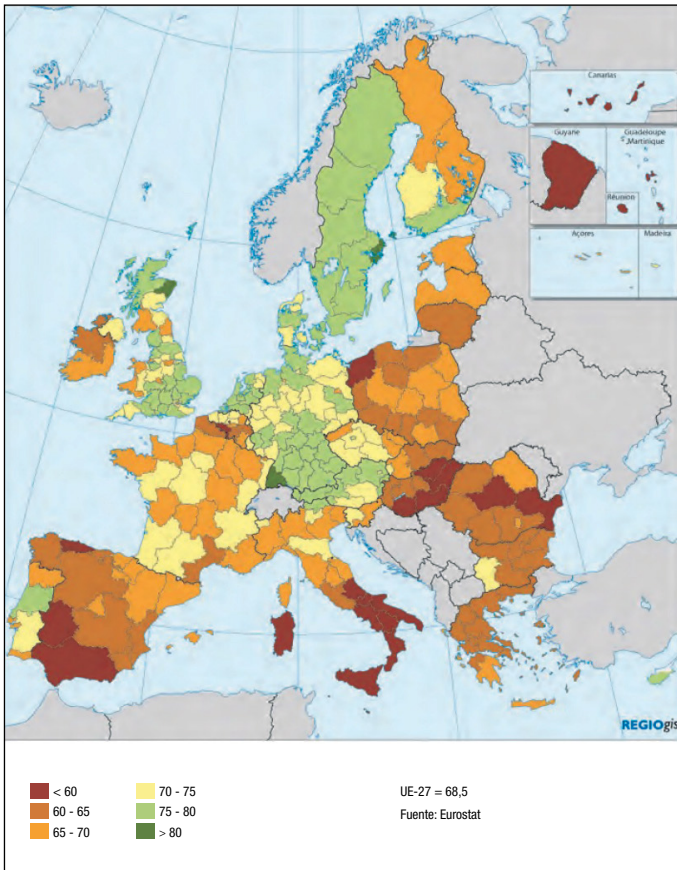 Canarias
Guyane
Guadeloupe
Martinique
Réunion
Açores
Madeira
REGIOgis
< 60
60 - 65
65 - 70
70 - 75
75 - 80
> 80
UE-27 = 68,5
Fuente: Eurostat